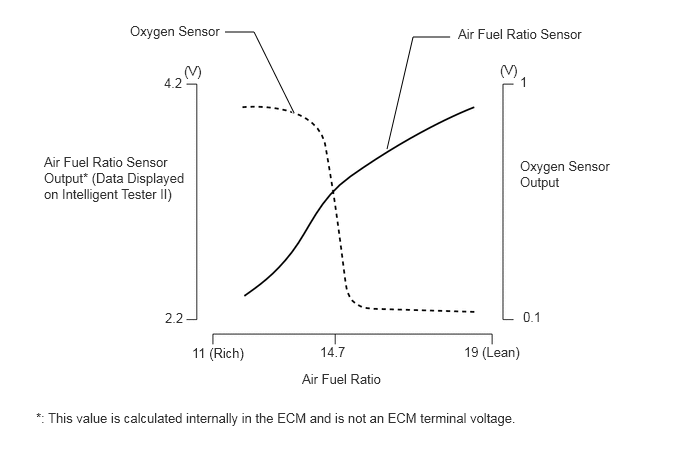 Oxygen Sensor
Air Fuel Ratio Sensor
(V)
4.2
(V)
1
Air Fuel Ratio Sensor
Output* (Data Displayed
on Intelligent Tester II)
Oxygen Sensor
Output
2.2
0.1
11 (Rich)
14.7
19 (Lean)
Air Fuel Ratio
*: This value is calculated internally in the ECM and is not an ECM terminal voltage.